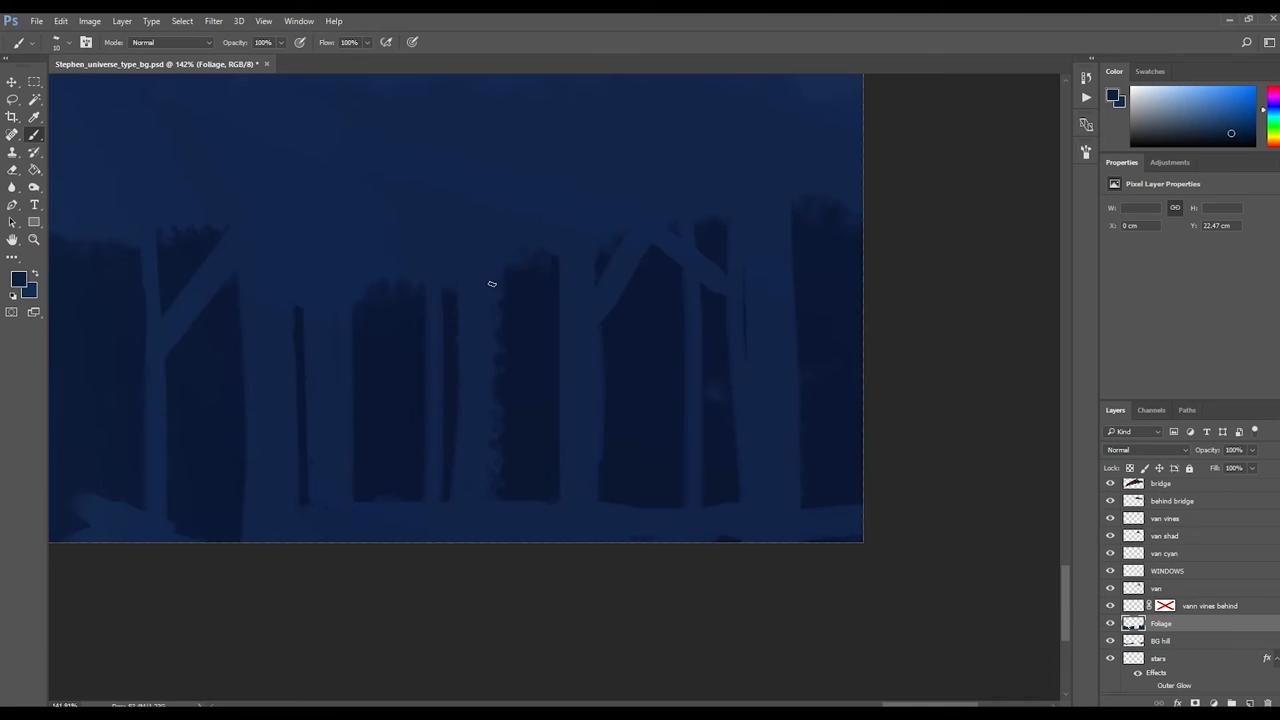 Ps File Edit Image Layer Type Select Filter 3D View Window Help
10 Mode: Normal Opacity: 100% Flow: 100%
Stephen_universe_type_bg.psd @ 142% (Foliage, RGB/8) * ×
Color Swatches
Properties Adjustments
Pixel Layer Properties
W: H:
X: 0 cm Y: 22.47 cm
Layers Channels Paths
Kind
Normal Opacity: 100%
Lock: Fill: 100%
bridge
behind bridge
van vines
van shad
van cyan
WINDOWS
van
vann vines behind
Foliage
BG hill
stars fx
Effects
Outer Glow